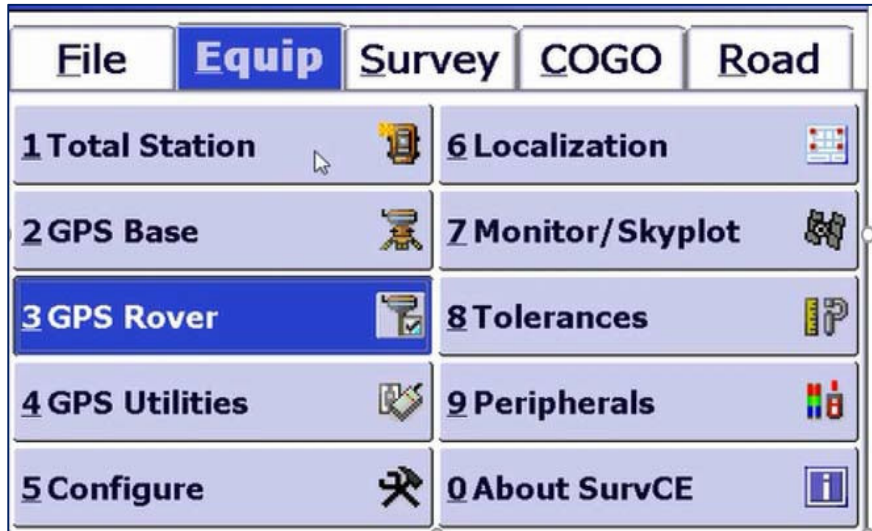 File Equip Survey COGO Road
1 Total Station
2 GPS Base
3 GPS Rover
4 GPS Utilities
5 Configure
6 Localization
7 Monitor/Skyplot
8 Tolerances
9 Peripherals
0 About SurvCE